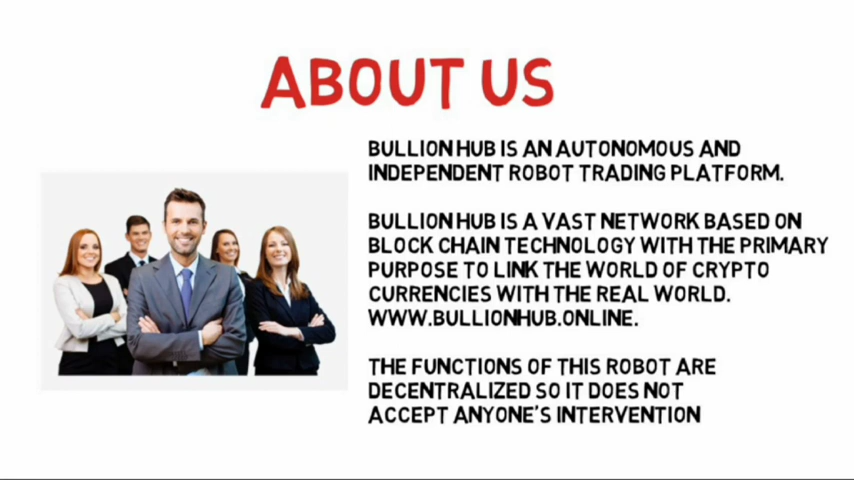 ABOUT US
BULLION HUB IS AN AUTONOMOUS AND
INDEPENDENT ROBOT TRADING PLATFORM.
BULLION HUB IS A VAST NETWORK BASED ON
BLOCK CHAIN TECHNOLOGY WITH THE PRIMARY
PURPOSE TO LINK THE WORLD OF CRYPTO
CURRENCIES WITH THE REAL WORLD.
WWW.BULLIONHUB.ONLINE.
THE FUNCTIONS OF THIS ROBOT ARE
DECENTRALIZED SO IT DOES NOT
ACCEPT ANYONE'S INTERVENTION